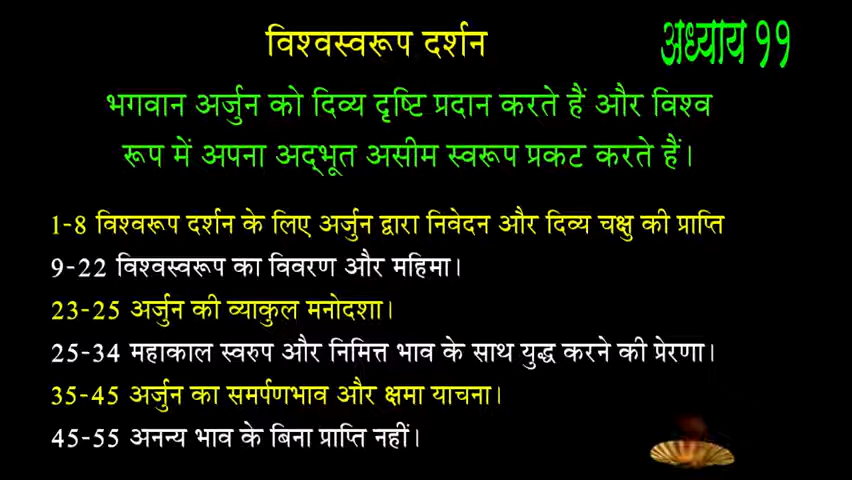 विश्वस्वरूप दर्शन
अध्याय ११
भगवान अर्जुन को दिव्य दृष्टि प्रदान करते हैं और विश्व
रूप में अपना अद्‌भूत असीम स्वरूप प्रकट करते हैं।
1-8 विश्वरूप दर्शन के लिए अर्जुन द्वारा निवेदन और दिव्य चक्षु की प्राप्ति
9-22 विश्वस्वरूप का विवरण और महिमा।
23-25 अर्जुन की व्याकुल मनोदशा।
25-34 महाकाल स्वरुप और निमित्त भाव के साथ युद्ध करने की प्रेरणा।
35-45 अर्जुन का समर्पणभाव और क्षमा याचना।
45-55 अनन्य भाव के बिना प्राप्ति नहीं।